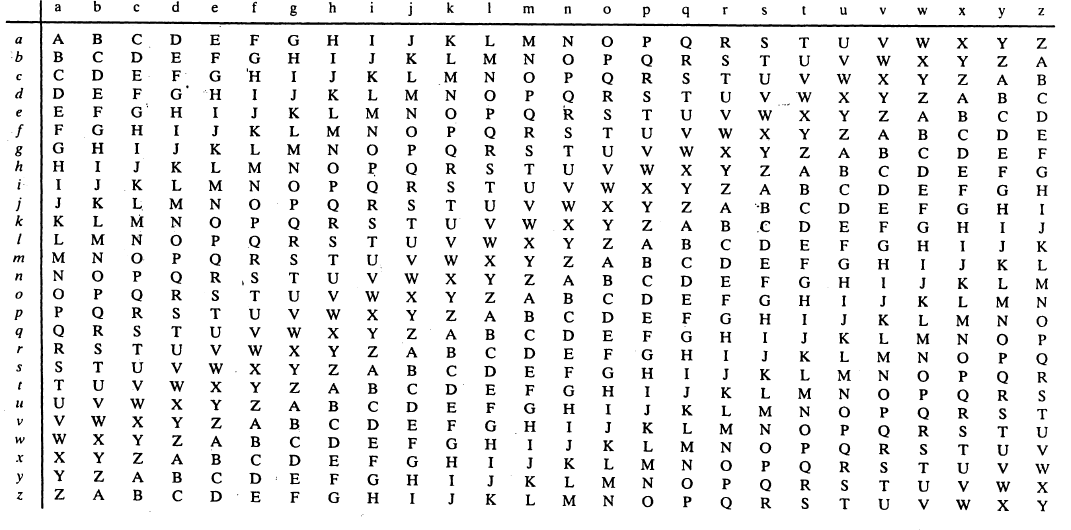 a b c d e f g h i j k l m n o p q r s t u v w x y z
a A B C D E F G H I J K L M N O P Q R S T U V W X Y Z
b B C D E F G H I J K L M N O P Q R S T U V W X Y Z A
c C D E F G H I J K L M N O P Q R S T U V W X Y Z A B
d D E F G H I J K L M N O P Q R S T U V W X Y Z A B C
e E F G H I J K L M N O P Q R S T U V W X Y Z A B C D
f F G H I J K L M N O P Q R S T U V W X Y Z A B C D E
g G H I J K L M N O P Q R S T U V W X Y Z A B C D E F
h H I J K L M N O P Q R S T U V W X Y Z A B C D E F G
i I J K L M N O P Q R S T U V W X Y Z A B C D E F G H
j J K L M N O P Q R S T U V W X Y Z A B C D E F G H I
k K L M N O P Q R S T U V W X Y Z A B C D E F G H I J
l L M N O P Q R S T U V W X Y Z A B C D E F G H I J K
m M N O P Q R S T U V W X Y Z A B C D E F G H I J K L
n N O P Q R S T U V W X Y Z A B C D E F G H I J K L M
o O P Q R S T U V W X Y Z A B C D E F G H I J K L M N
p P Q R S T U V W X Y Z A B C D E F G H I J K L M N O
q Q R S T U V W X Y Z A B C D E F G H I J K L M N O P
r R S T U V W X Y Z A B C D E F G H I J K L M N O P Q
s S T U V W X Y Z A B C D E F G H I J K L M N O P Q R
t T U V W X Y Z A B C D E F G H I J K L M N O P Q R S
u U V W X Y Z A B C D E F G H I J K L M N O P Q R S T
v V W X Y Z A B C D E F G H I J K L M N O P Q R S T U
w W X Y Z A B C D E F G H I J K L M N O P Q R S T U V
x X Y Z A B C D E F G H I J K L M N O P Q R S T U V W
y Y Z A B C D E F G H I J K L M N O P Q R S T U V W X
z Z A B C D E F G H I J K L M N O P Q R S T U V W X Y